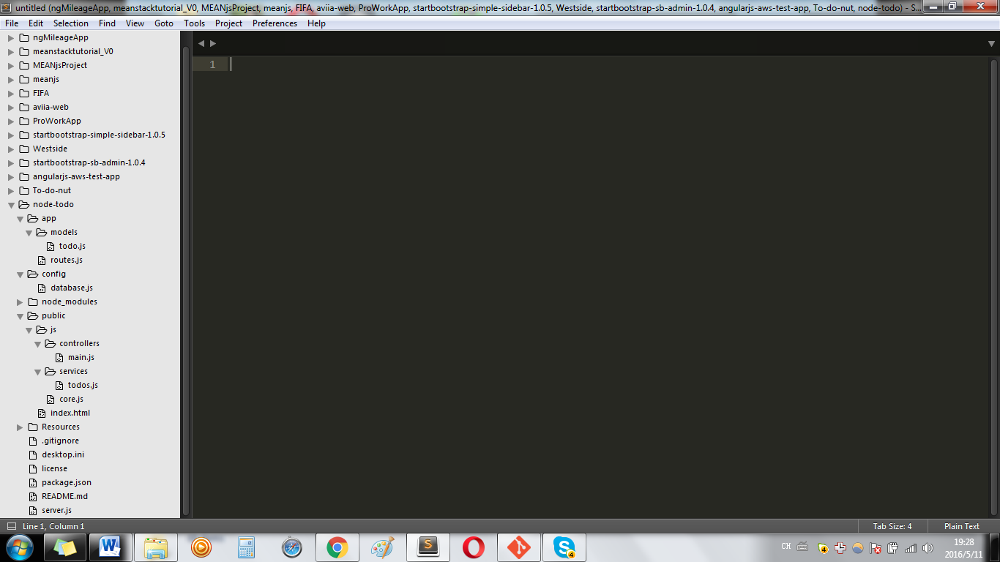 untitled (ngMileageApp, meanstacktutorial_V0, MEANjsProject, meanjs, FIFA, aviia-web, ProWorkApp, startbootstrap-simple-sidebar-1.0.5, Westside, startbootstrap-sb-admin-1.0.4, angularjs-aws-test-app, To-do-nut, node-todo) - S...
File Edit Selection Find View Goto Tools Project Preferences Help
ngMileageApp
meanstacktutorial_V0
MEANjsProject
meanjs
FIFA
aviia-web
ProWorkApp
startbootstrap-simple-sidebar-1.0.5
Westside
startbootstrap-sb-admin-1.0.4
angularjs-aws-test-app
To-do-nut
node-todo
app
models
todo.js
routes.js
config
database.js
node_modules
public
js
controllers
main.js
services
todos.js
core.js
index.html
Resources
.gitignore
desktop.ini
license
package.json
README.md
server.js
1
Line 1, Column 1 Tab Size: 4 Plain Text
CH 19:28
2016/5/11